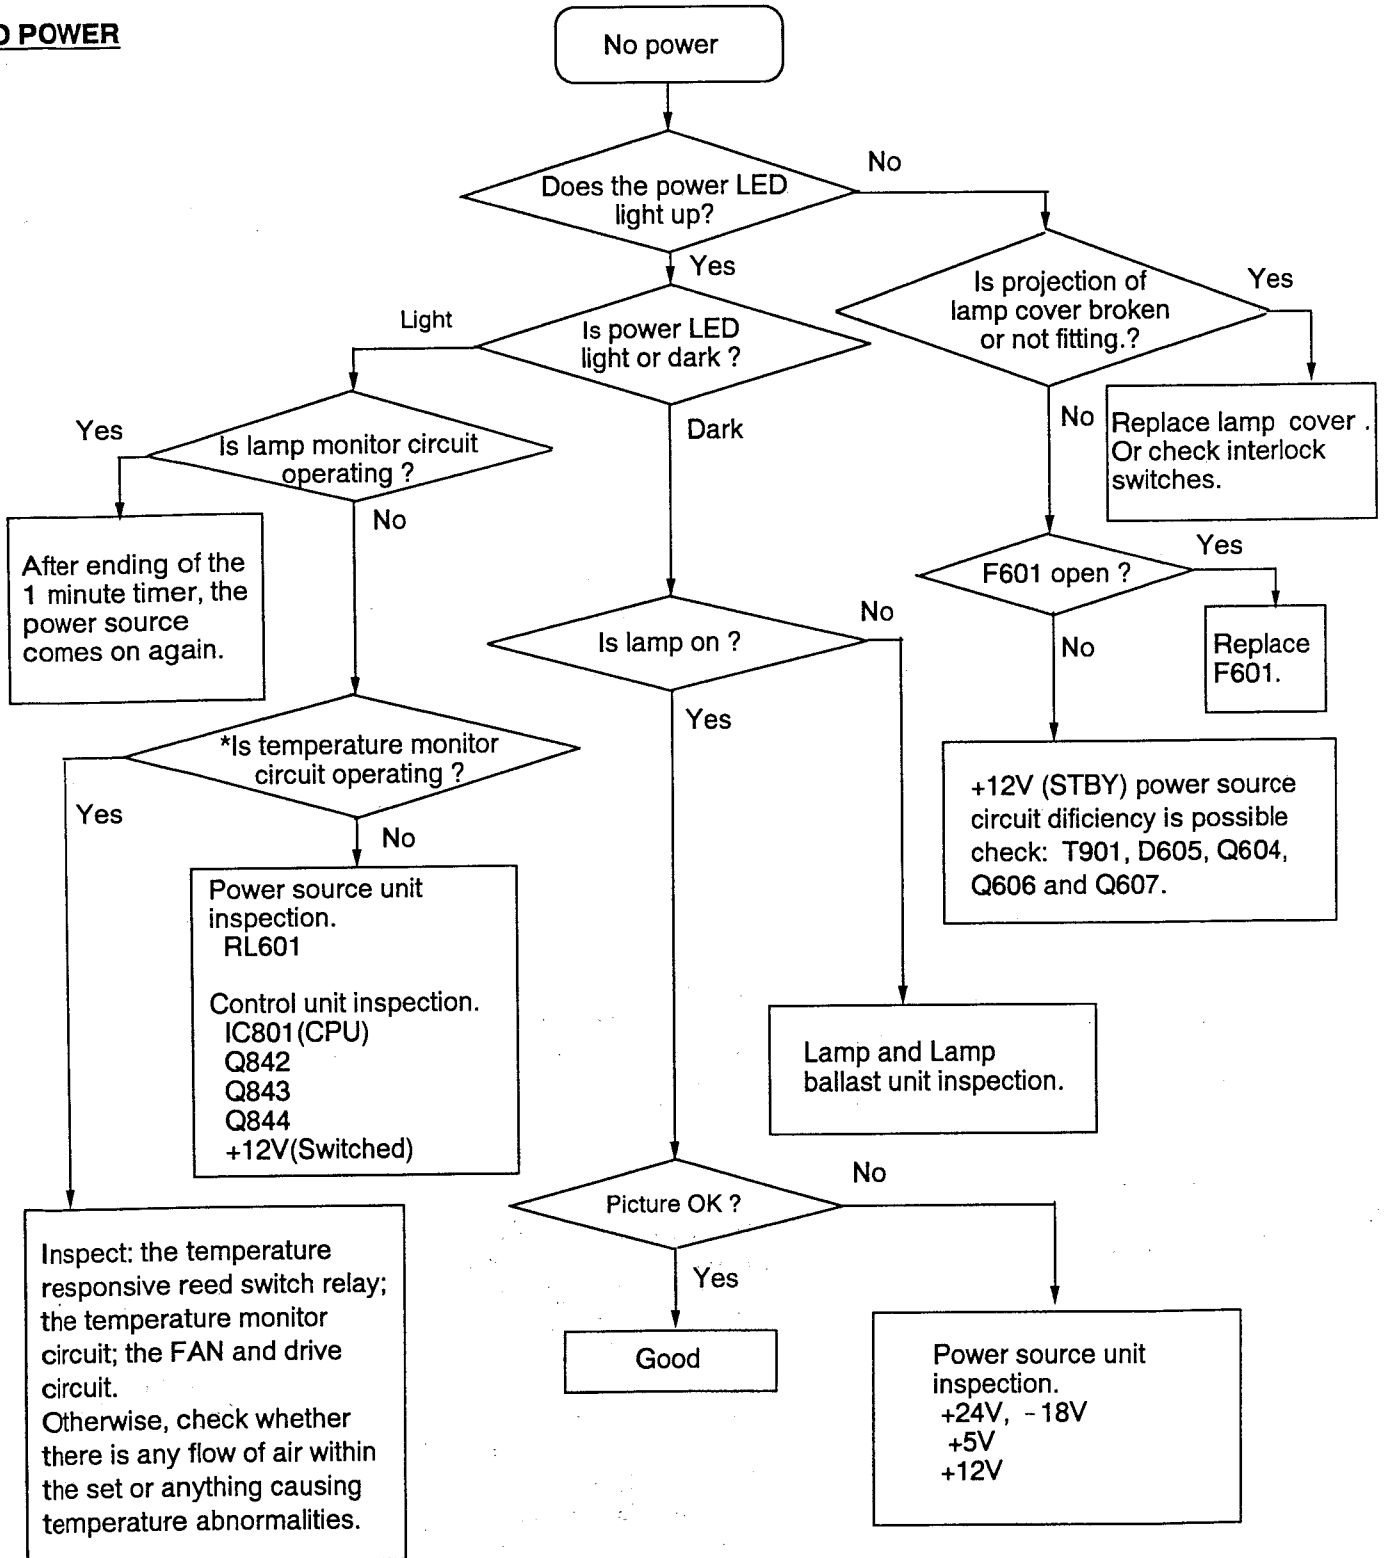 POWER
No power
Does the power LED
light up?
No
Yes
Is projection of
lamp cover broken
or not fitting.?
Yes
Light
Is power LED
light or dark ?
Replace lamp cover .
Or check interlock
switches.
No
Dark
Yes
Is lamp monitor circuit
operating ?
No
After ending of the
1 minute timer, the
power source
comes on again.
F601 open ?
Yes
Replace
F601.
No
Is lamp on ?
No
Yes
*Is temperature monitor
circuit operating ?
Yes
No
+12V (STBY) power source
circuit dificiency is possible
check: T901, D605, Q604,
Q606 and Q607.
Power source unit
inspection.
RL601
Control unit inspection.
IC801(CPU)
Q842
Q843
Q844
+12V(Switched)
Lamp and Lamp
ballast unit inspection.
Picture OK ?
No
Yes
Good
Inspect: the temperature
responsive reed switch relay;
the temperature monitor
circuit; the FAN and drive
circuit.
Otherwise, check whether
there is any flow of air within
the set or anything causing
temperature abnormalities.
Power source unit
inspection.
+24V, -18V
+5V
+12V